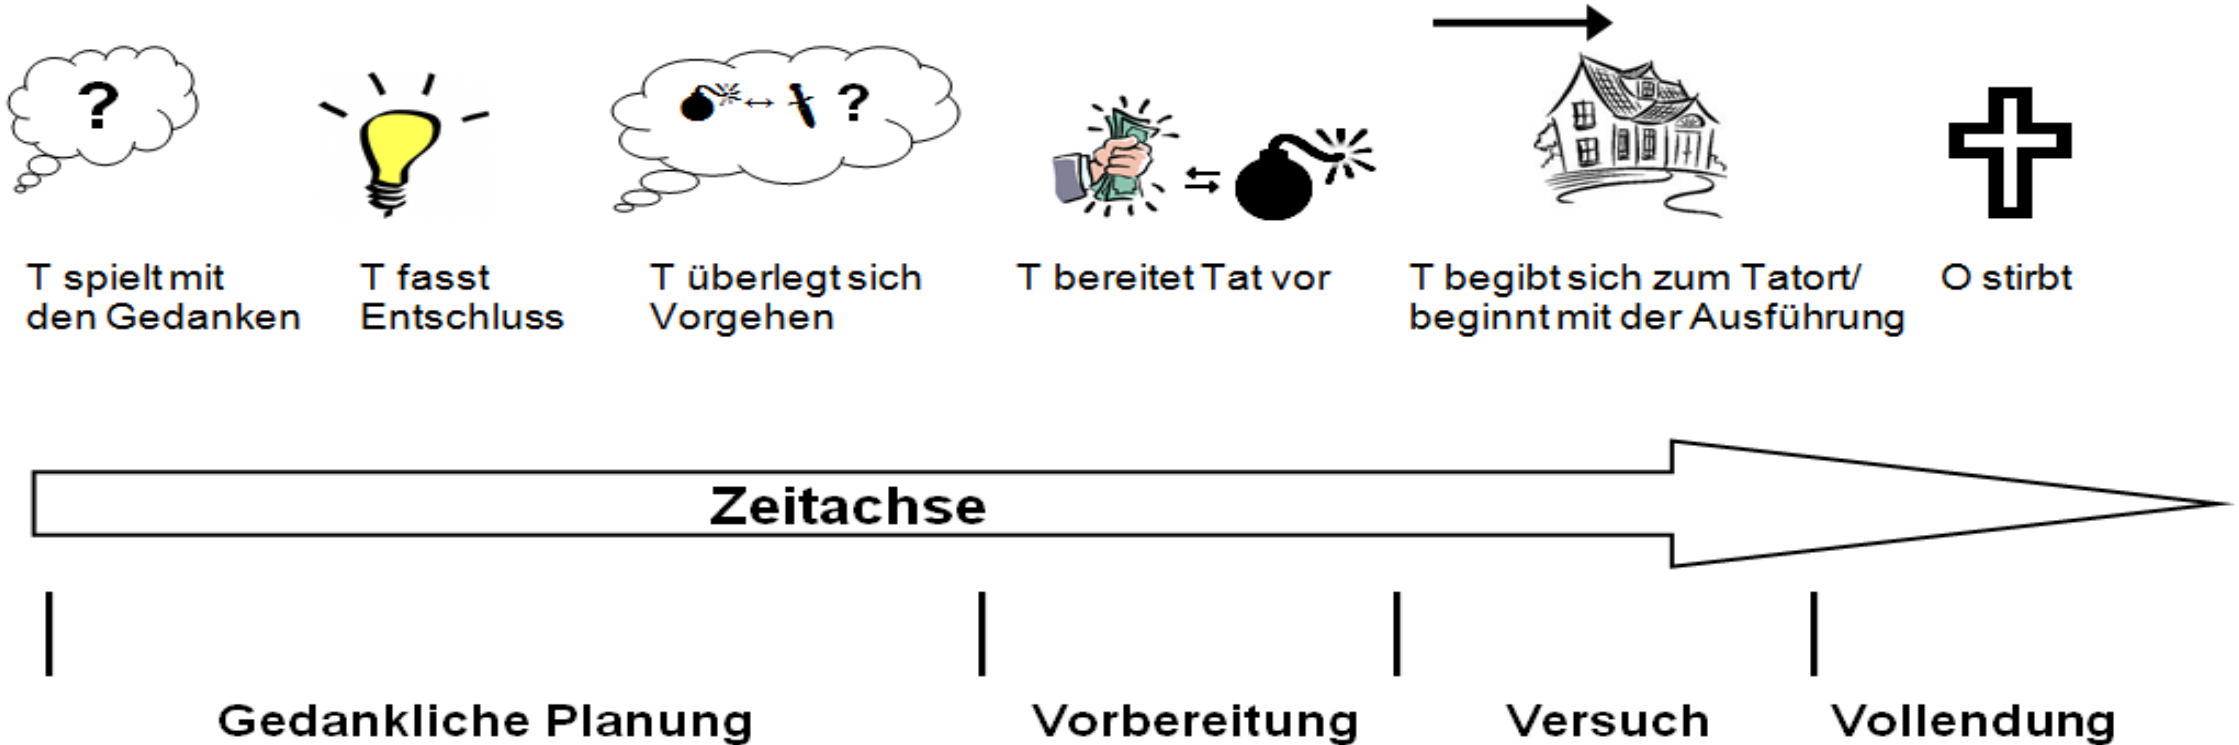 ?
?
T spielt mit
den Gedanken
T fasst
Entschluss
T überlegt sich
Vorgehen
T bereitet Tat vor
T begibt sich zum Tatort/
beginnt mit der Ausführung
O stirbt
Zeitachse
Gedankliche Planung
Vorbereitung
Versuch
Vollendung